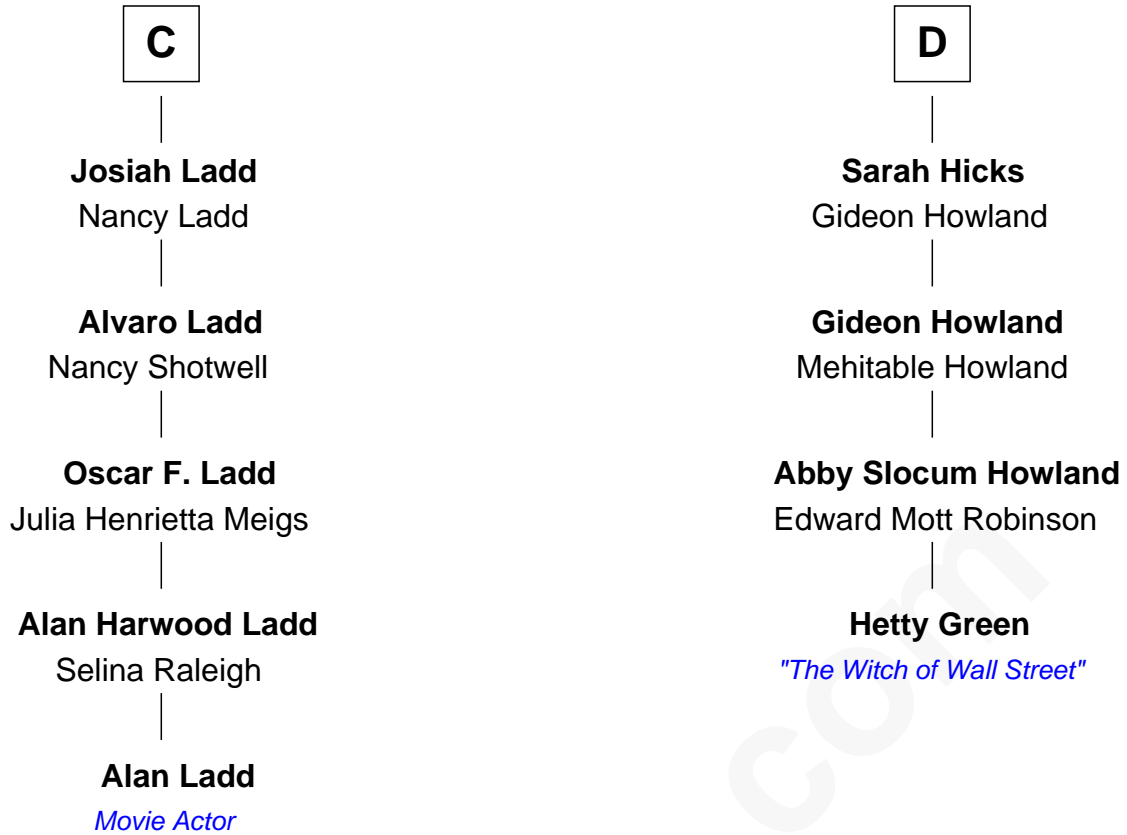 C
Josiah Ladd
Nancy Ladd
Alvaro Ladd
Nancy Shotwell
Oscar F. Ladd
Julia Henrietta Meigs
Alan Harwood Ladd
Selina Raleigh
Alan Ladd
Movie Actor
D
Sarah Hicks
Gideon Howland
Gideon Howland
Mehitable Howland
Abby Slocum Howland
Edward Mott Robinson
Hetty Green
"The Witch of Wall Street"
com